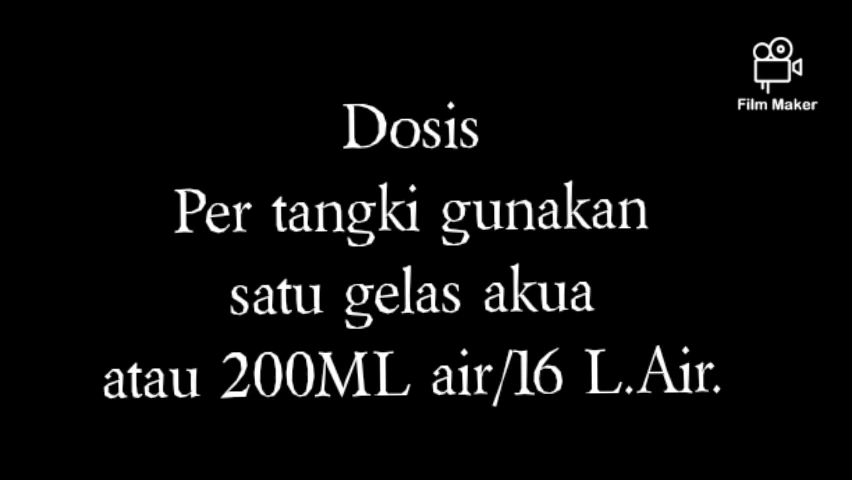 Film Maker
Dosis
Per tangki gunakan
satu gelas akua
atau 200ML air/16 L.Air.